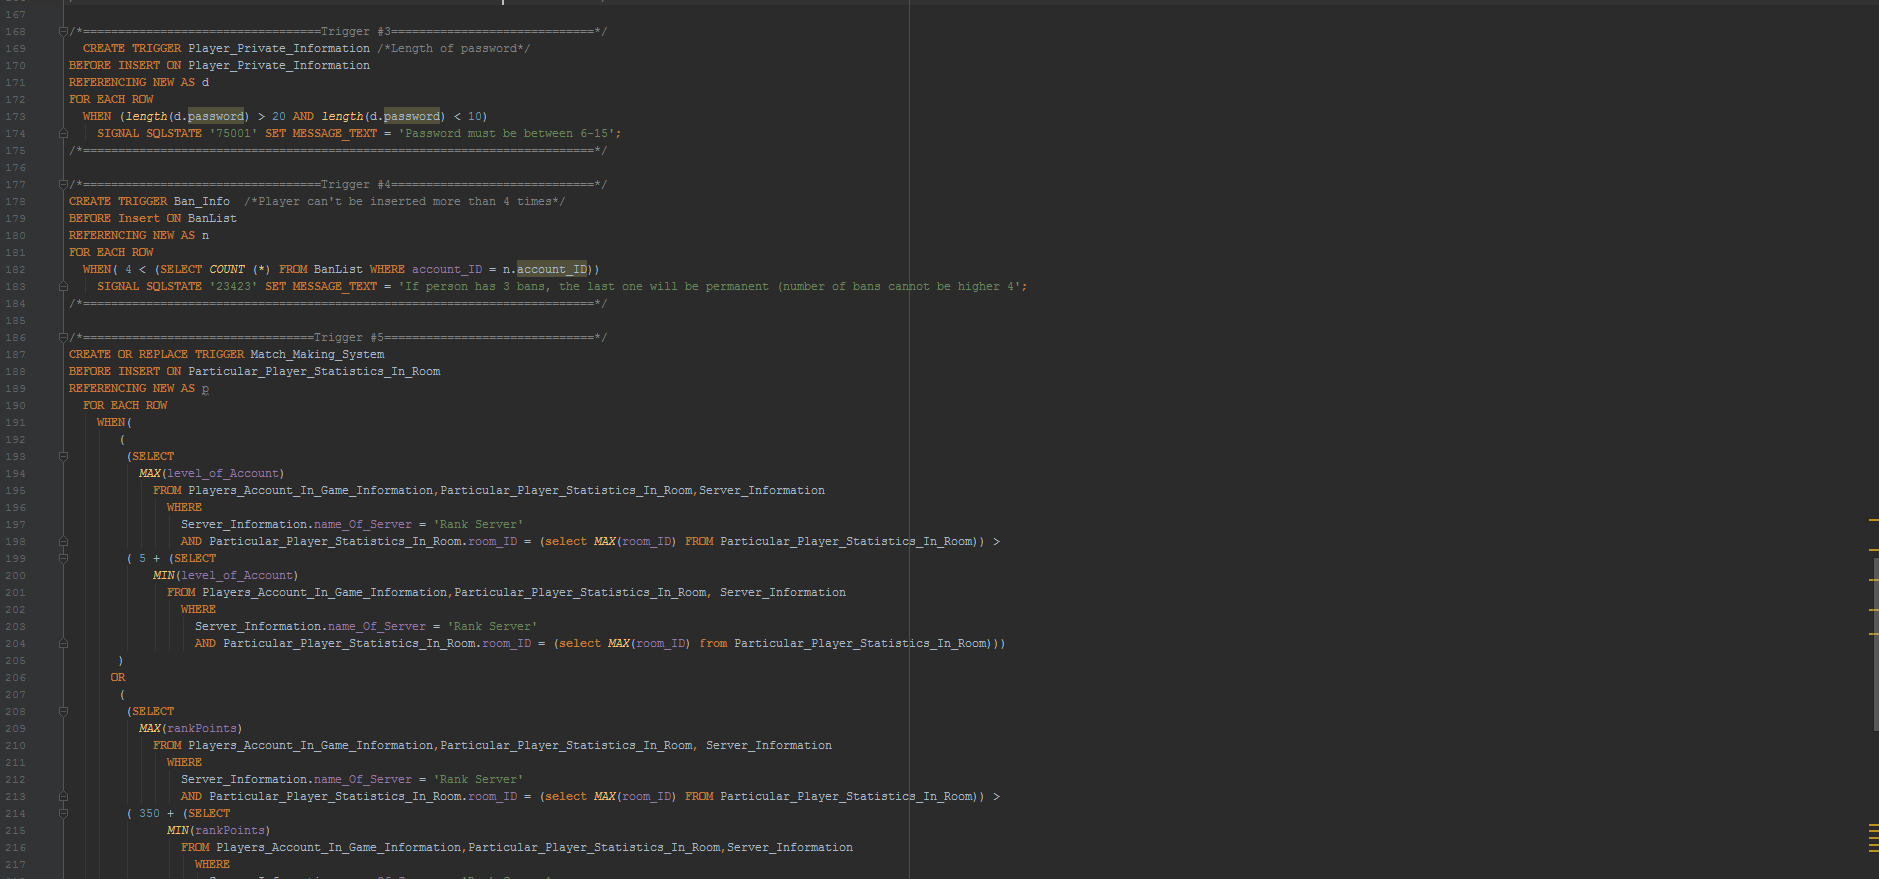 167
168 /*==================================Trigger #3=============================*/
169 CREATE TRIGGER Player_Private_Information /*Length of password*/
170 BEFORE INSERT ON Player_Private_Information
171 REFERENCING NEW AS d
172 FOR EACH ROW
173 WHEN (length(d.password) > 20 AND length(d.password) < 10)
174 SIGNAL SQLSTATE '75001' SET MESSAGE_TEXT = 'Password must be between 6-15';
175 /*=========================================================================*/
176
177 /*==================================Trigger #4=============================*/
178 CREATE TRIGGER Ban_Info /*Player can't be inserted more than 4 times*/
179 BEFORE Insert ON BanList
180 REFERENCING NEW AS n
181 FOR EACH ROW
182 WHEN( 4 < (SELECT COUNT (*) FROM BanList WHERE account_ID = n.account_ID))
183 SIGNAL SQLSTATE '23423' SET MESSAGE_TEXT = 'If person has 3 bans, the last one will be permanent (number of bans cannot be higher 4';
184 /*=========================================================================*/
185
186 /*=================================Trigger #5==============================*/
187 CREATE OR REPLACE TRIGGER Match_Making_System
188 BEFORE INSERT ON Particular_Player_Statistics_In_Room
189 REFERENCING NEW AS p
190 FOR EACH ROW
191 WHEN(
192 (
193 (SELECT
194 MAX(level_of_Account)
195 FROM Players_Account_In_Game_Information,Particular_Player_Statistics_In_Room,Server_Information
196 WHERE
197 Server_Information.name_Of_Server = 'Rank Server'
198 AND Particular_Player_Statistics_In_Room.room_ID = (select MAX(room_ID) FROM Particular_Player_Statistics_In_Room)) >
199 ( 5 + (SELECT
200 MIN(level_of_Account)
201 FROM Players_Account_In_Game_Information,Particular_Player_Statistics_In_Room, Server_Information
202 WHERE
203 Server_Information.name_Of_Server = 'Rank Server'
204 AND Particular_Player_Statistics_In_Room.room_ID = (select MAX(room_ID) from Particular_Player_Statistics_In_Room)))
205 )
206 OR
207 (
208 (SELECT
209 MAX(rankPoints)
210 FROM Players_Account_In_Game_Information,Particular_Player_Statistics_In_Room, Server_Information
211 WHERE
212 Server_Information.name_Of_Server = 'Rank Server'
213 AND Particular_Player_Statistics_In_Room.room_ID = (select MAX(room_ID) FROM Particular_Player_Statistics_In_Room)) >
214 ( 350 + (SELECT
215 MIN(rankPoints)
216 FROM Players_Account_In_Game_Information,Particular_Player_Statistics_In_Room,Server_Information
217 WHERE